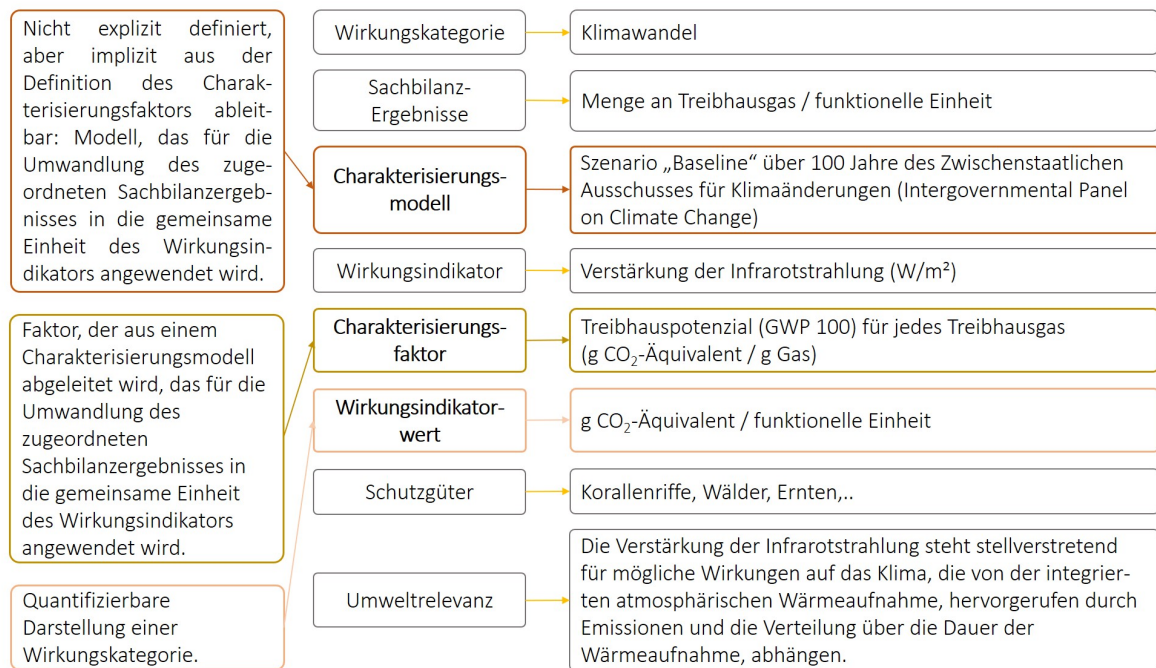 Nicht explizit definiert,
aber implizit aus der
Definition des Charak-
terisierungsfaktors ableit-
bar: Modell, das für die
Umwandlung des zuge-
ordneten Sachbilanzergeb-
nisses in die gemeinsame
Einheit des Wirkungsin-
dikators angewendet wird.
Faktor, der aus einem
Charakterisierungsmodell
abgeleitet wird, das für die
Umwandlung des
zugeordneten
Sachbilanzergebnisses in
die gemeinsame Einheit
des Wirkungsindikators
angewendet wird.
Quantifizierbare
Darstellung einer
Wirkungskategorie.
Wirkungskategorie
Klimawandel
Sachbilanz-
Ergebnisse
Menge an Treibhausgas / funktionelle Einheit
Charakterisierungs-
modell
Szenario „Baseline“ über 100 Jahre des Zwischenstaatlichen
Ausschusses für Klimaänderungen (Intergovernmental Panel
on Climate Change)
Wirkungsindikator
Verstärkung der Infrarotstrahlung (W/m²)
Charakterisierungs-
faktor
Treibhauspotenzial (GWP 100) für jedes Treibhausgas
(g CO₂-Äquivalent / g Gas)
Wirkungsindikator-
wert
g CO₂-Äquivalent / funktionelle Einheit
Schutzgüter
Korallenriffe, Wälder, Ernten,..
Umweltrelevanz
Die Verstärkung der Infrarotstrahlung steht stellverstretend
für mögliche Wirkungen auf das Klima, die von der integrier-
ten atmosphärischen Wärmeaufnahme, hervorgerufen durch
Emissionen und die Verteilung über die Dauer der
Wärmeaufnahme, abhängen.